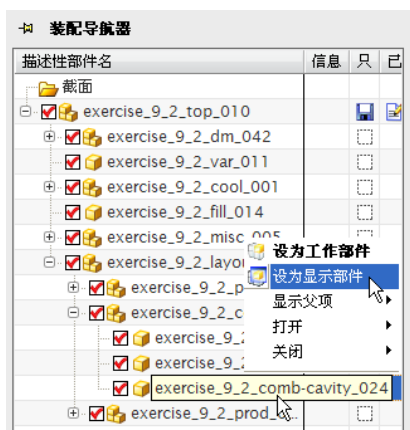 装配导航器
描述性部件名 信息 只 已
截面
exercise_9_2_top_010
exercise_9_2_dm_042
exercise_9_2_var_011
exercise_9_2_cool_001
exercise_9_2_fill_014
exercise_9_2_misc_005
设为工作部件
exercise_9_2_layou
设为显示部件
exercise_9_2_p
显示父项
exercise_9_2_c
打开
exercise_9_2
关闭
exercise_9_2
exercise_9_2_comb-cavity_024
exercise_9_2_prod_